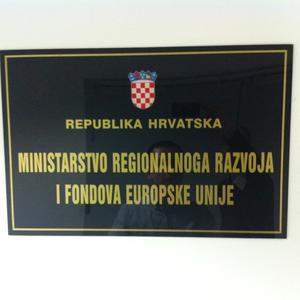 REPUBLIKA HRVATSKA
MINISTARSTVO REGIONALNOGA RAZVOJA
I FONDOVA EUROPSKE UNIJE